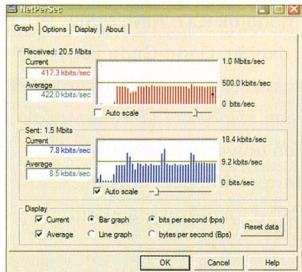 NetPerSec
Graph Options Display About
Received: 20.5 Mbits
Current
417.3 kbits/sec
Average
422.0 kbits/sec
1.0 Mbits/sec
500.0 kbits/sec
0 bits/sec
Auto scale
Sent: 1.5 Mbits
Current
7.8 kbits/sec
Average
8.5 kbits/sec
18.4 kbits/sec
9.2 kbits/sec
0 bits/sec
Auto scale
Display
Current Bar graph bits per second (bps)
Average Line graph bytes per second (Bps)
Reset data
OK Cancel Help